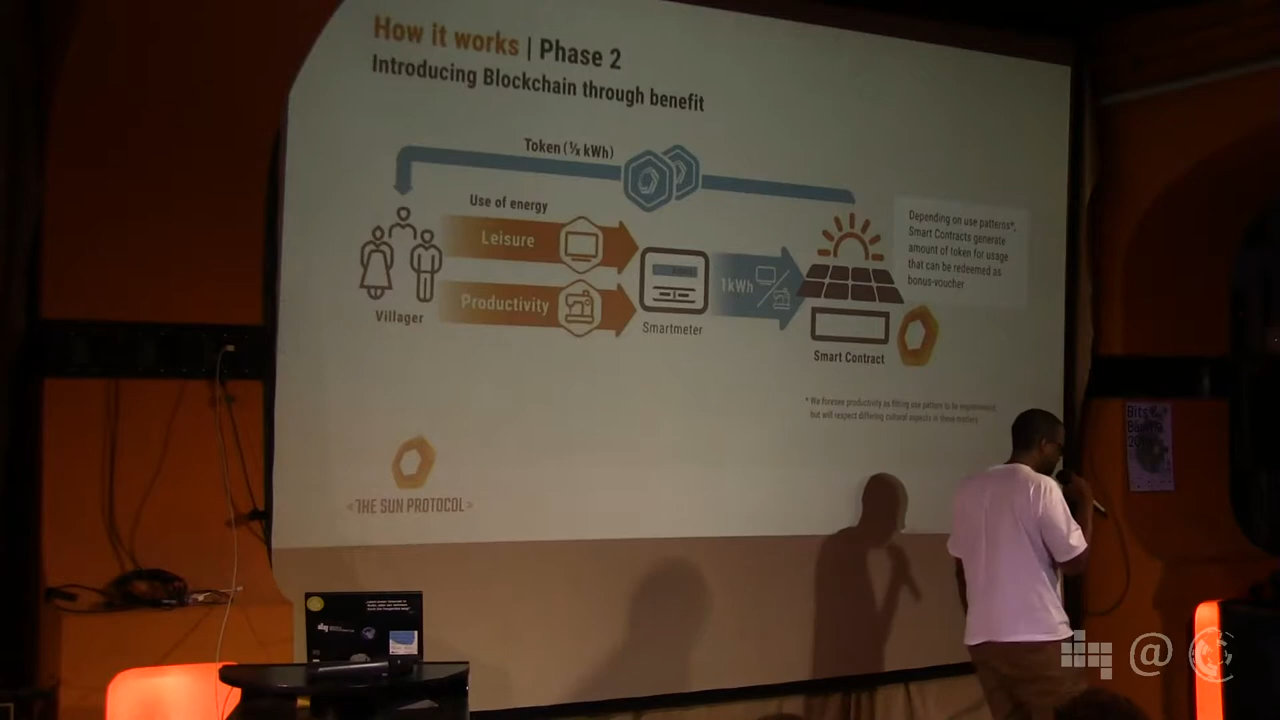 How it works | Phase 2
Introducing Blockchain through benefit
Token (⅟x kWh)
Use of energy
Leisure
Productivity
Villager
Smartmeter
1kWh
Smart Contract
Depending on use patterns*,
Smart Contracts generate
amount of token for usage
that can be redeemed as
bonus-voucher
* We foresee productivity as fitting use pattern to be
but will respect differing cultural aspects in these matters
<THE SUN PROTOCOL>
Bits
@